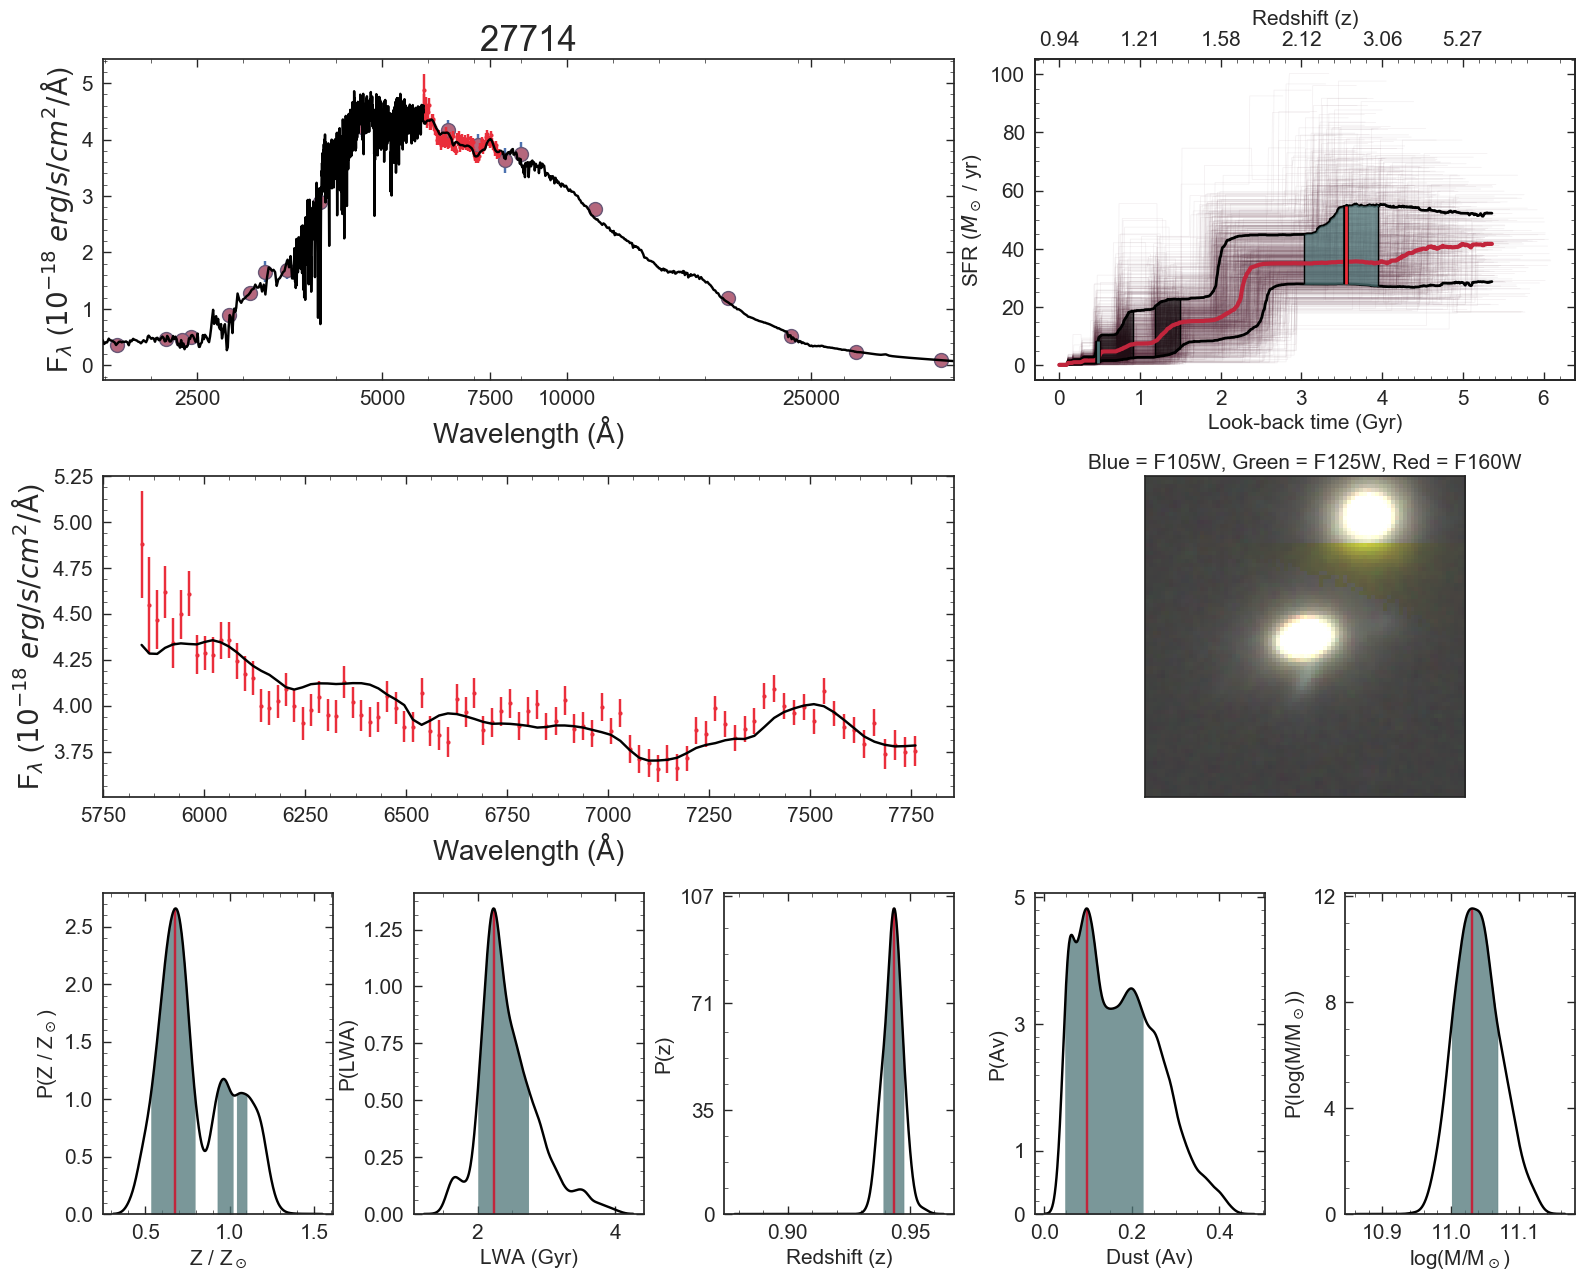 27714
F_λ (10^−18 erg/s/cm^2/Å)
5
4
3
2
1
0
2500 5000 7500 10000 25000
Wavelength (Å)
Redshift (z)
0.94 1.21 1.58 2.12 3.06 5.27
SFR (M_⊙ / yr)
100
80
60
40
20
0
0 1 2 3 4 5 6
Look-back time (Gyr)
F_λ (10^−18 erg/s/cm^2/Å)
5.25
5.00
4.75
4.50
4.25
4.00
3.75
5750 6000 6250 6500 6750 7000 7250 7500 7750
Wavelength (Å)
Blue = F105W, Green = F125W, Red = F160W
P(Z / Z_⊙)
2.5
2.0
1.5
1.0
0.5
0.0
0.5 1.0 1.5
Z / Z_⊙
P(LWA)
1.25
1.00
0.75
0.50
0.25
0.00
2 4
LWA (Gyr)
P(z)
107
71
35
0
0.90 0.95
Redshift (z)
P(Av)
5
3
1
0
0.0 0.2 0.4
Dust (Av)
P(log(M/M_⊙))
12
8
4
0
10.9 11.0 11.1
log(M/M_⊙)